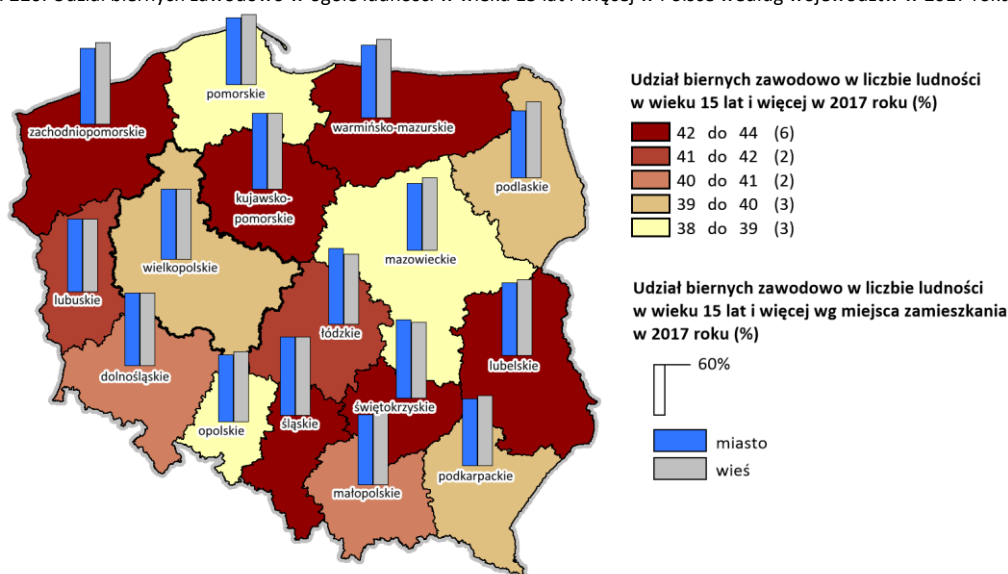 Udział biernych zawodowo w liczbie ludności
w wieku 15 lat i więcej w 2017 roku (%)
42 do 44 (6)
41 do 42 (2)
40 do 41 (2)
39 do 40 (3)
38 do 39 (3)
Udział biernych zawodowo w liczbie ludności
w wieku 15 lat i więcej wg miejsca zamieszkania
w 2017 roku (%)
60%
miasto
wieś
pomorskie
zachodniopomorskie
warmińsko-mazurskie
podlaskie
kujawsko-
pomorskie
mazowieckie
wielkopolskie
lubuskie
łódzkie
lubelskie
dolnośląskie
świętokrzyskie
opolskie
śląskie
podkarpackie
małopolskie